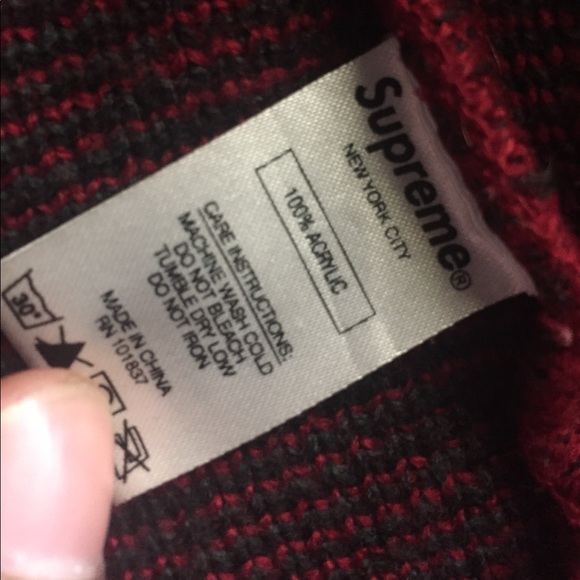 Supreme®
NEW YORK CITY
100% ACRYLIC
CARE INSTRUCTIONS:
MACHINE WASH COLD
DO NOT BLEACH
TUMBLE DRY LOW
DO NOT IRON
MADE IN CHINA
RN 101837
30°